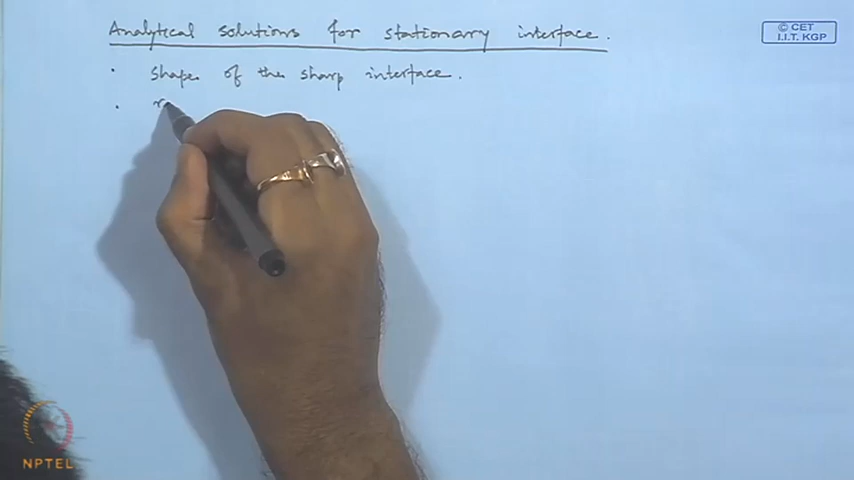 Analytical solutions for stationary interface.
© CET
I.I.T. KGP
· Shape of the sharp interface.
·
NPTEL